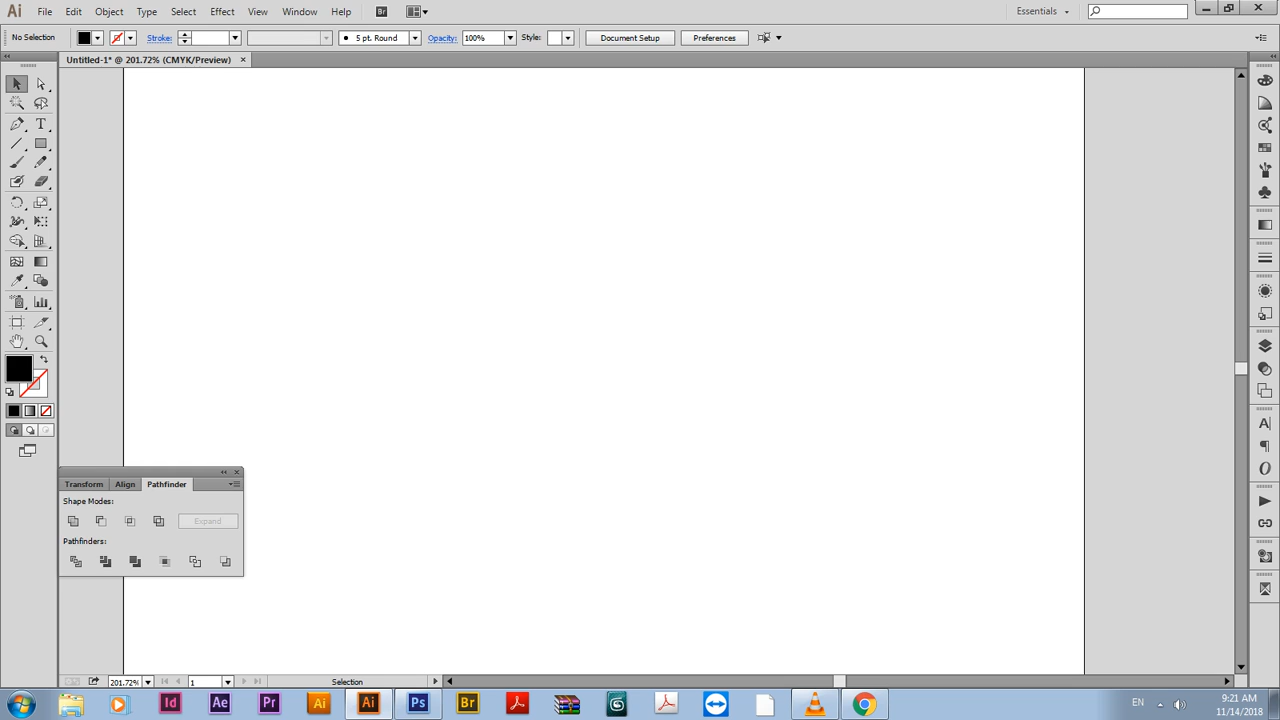 Ai File Edit Object Type Select Effect View Window Help Br Essentials
No Selection Stroke: 5 pt. Round Opacity: 100% Style: Document Setup Preferences
Untitled-1* @ 201.72% (CMYK/Preview)
T
Transform Align Pathfinder
Shape Modes:
Expand
Pathfinders:
A
O
201.72% 1 Selection
Id Ae Pr Ai Ai Ps Br EN 9:21 AM
11/14/2018